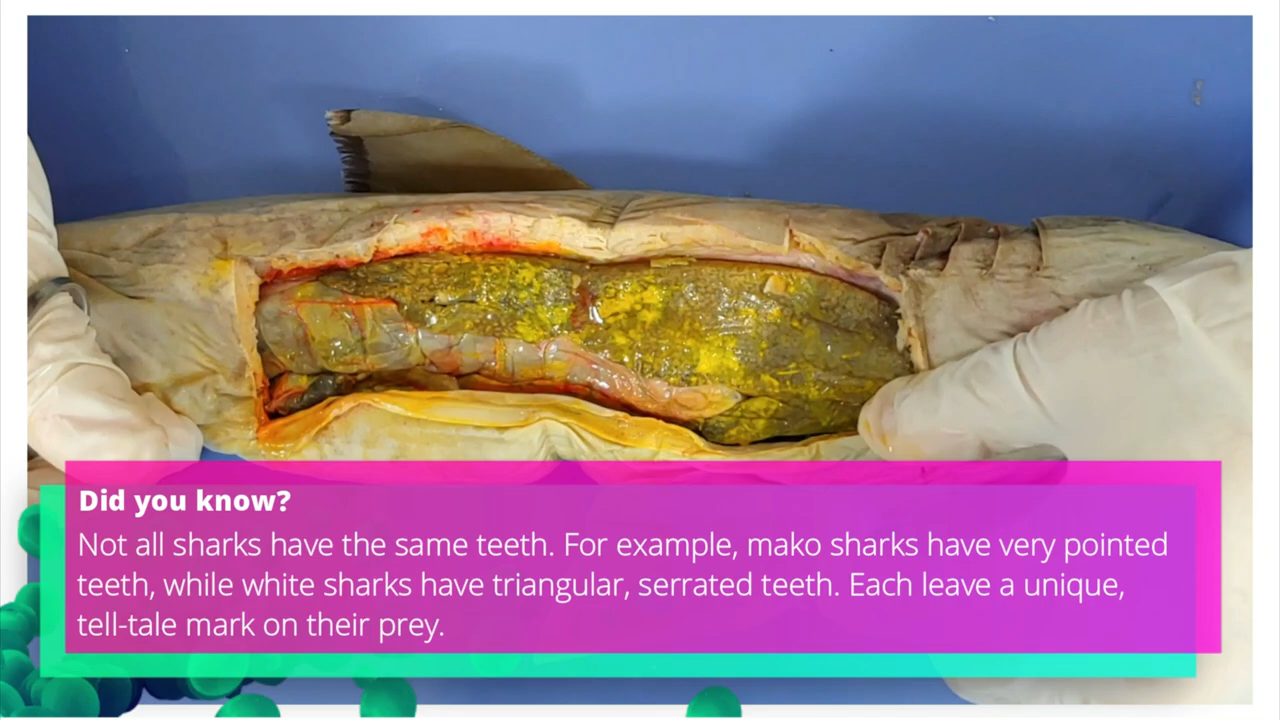 Did you know?
Not all sharks have the same teeth. For example, mako sharks have very pointed
teeth, while white sharks have triangular, serrated teeth. Each leave a unique,
tell-tale mark on their prey.